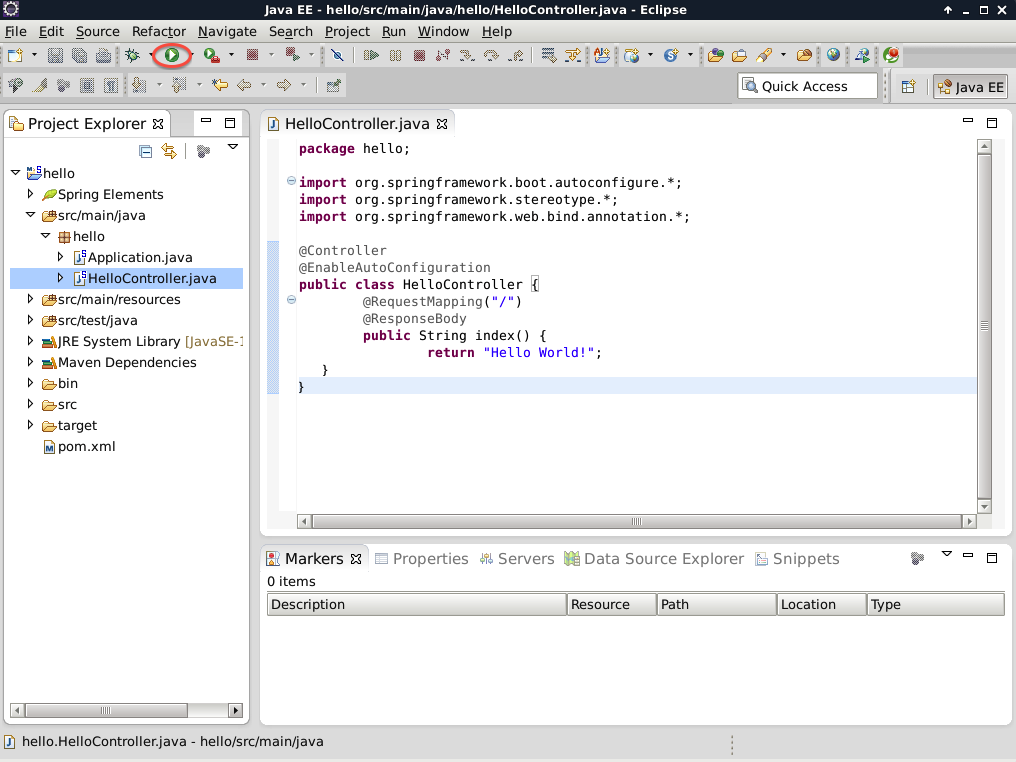 Java EE - hello/src/main/java/hello/HelloController.java - Eclipse
File Edit Source Refactor Navigate Search Project Run Window Help
Quick Access
Java EE
Project Explorer
hello
Spring Elements
src/main/java
hello
Application.java
HelloController.java
src/main/resources
src/test/java
JRE System Library [JavaSE-1
Maven Dependencies
bin
src
target
pom.xml
HelloController.java
package hello;
import org.springframework.boot.autoconfigure.*;
import org.springframework.stereotype.*;
import org.springframework.web.bind.annotation.*;
@Controller
@EnableAutoConfiguration
public class HelloController {
@RequestMapping("/")
@ResponseBody
public String index() {
return "Hello World!";
}
}
Markers Properties Servers Data Source Explorer Snippets
0 items
Description Resource Path Location Type
hello.HelloController.java - hello/src/main/java